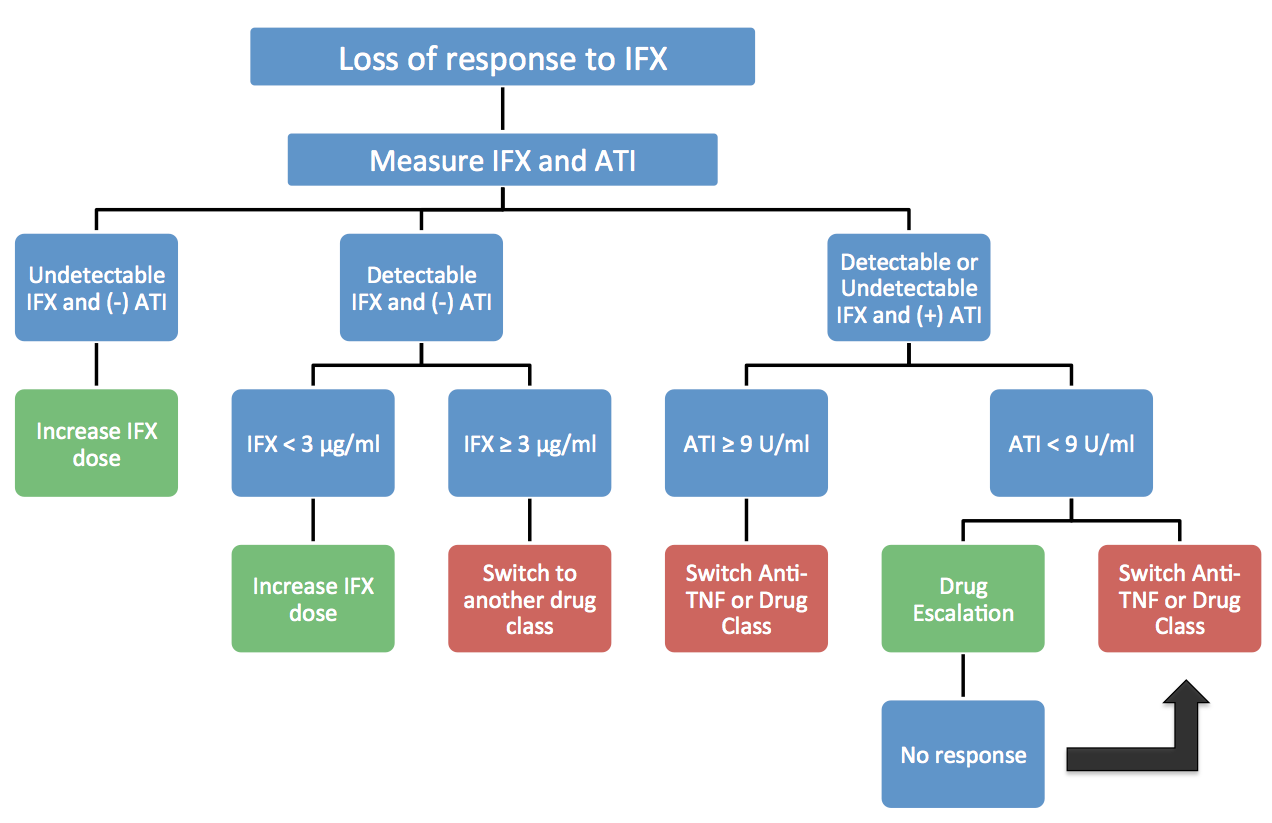 Loss of response to IFX
Measure IFX and ATI
Undetectable
IFX and (-) ATI
Detectable
IFX and (-) ATI
Detectable or
Undetectable
IFX and (+) ATI
Increase IFX
dose
IFX < 3 µg/ml
IFX ≥ 3 µg/ml
ATI ≥ 9 U/ml
ATI < 9 U/ml
Increase IFX
dose
Switch to
another drug
class
Switch Anti-
TNF or Drug
Class
Drug
Escalation
Switch Anti-
TNF or Drug
Class
No response